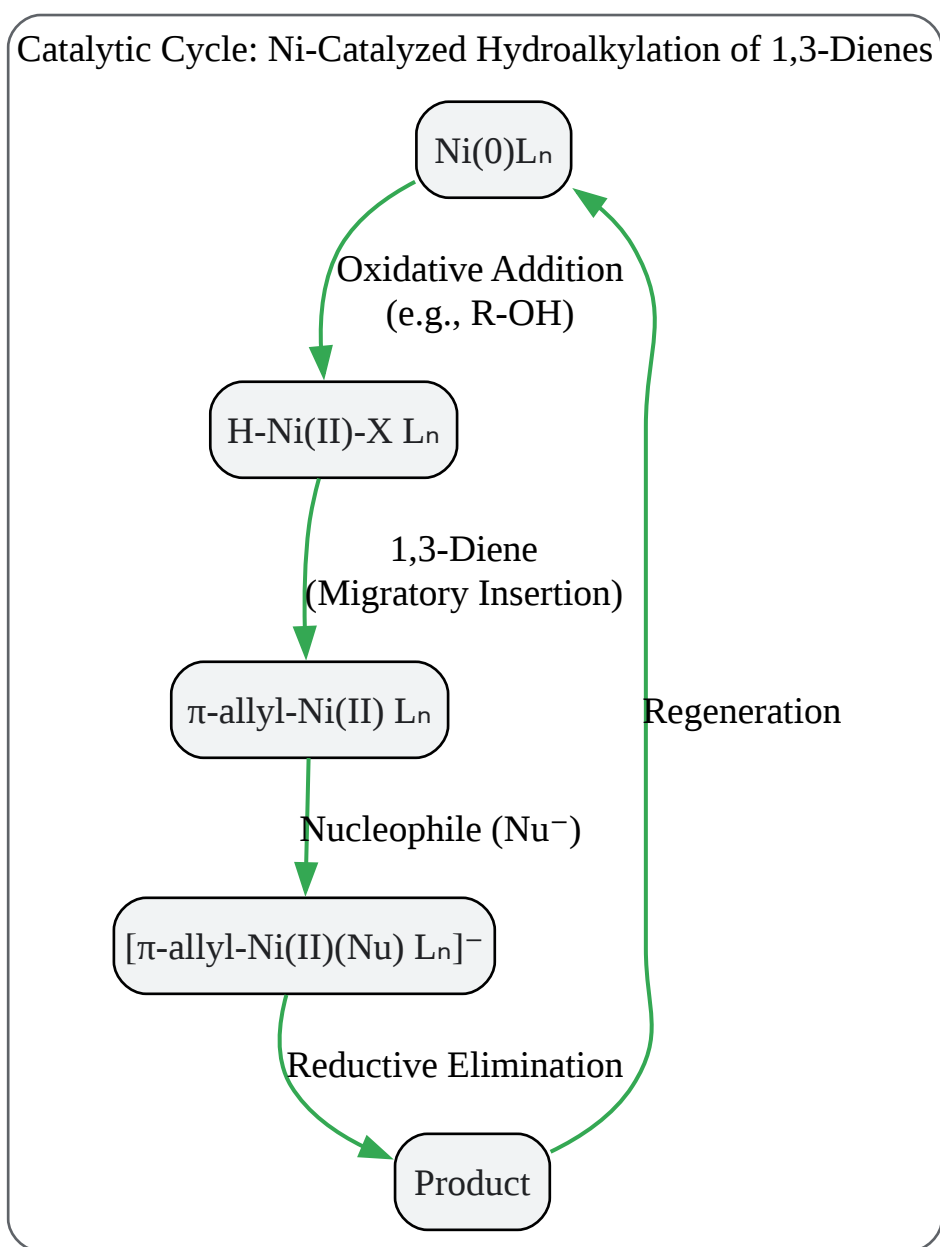 Catalytic Cycle: Ni-Catalyzed Hydroalkylation of 1,3-Dienes
Ni(0)Lₙ
Oxidative Addition
(e.g., R-OH)
H-Ni(II)-X Lₙ
1,3-Diene
(Migratory Insertion)
π-allyl-Ni(II) Lₙ
Regeneration
Nucleophile (Nu⁻)
[π-allyl-Ni(II)(Nu) Lₙ]⁻
Reductive Elimination
Product